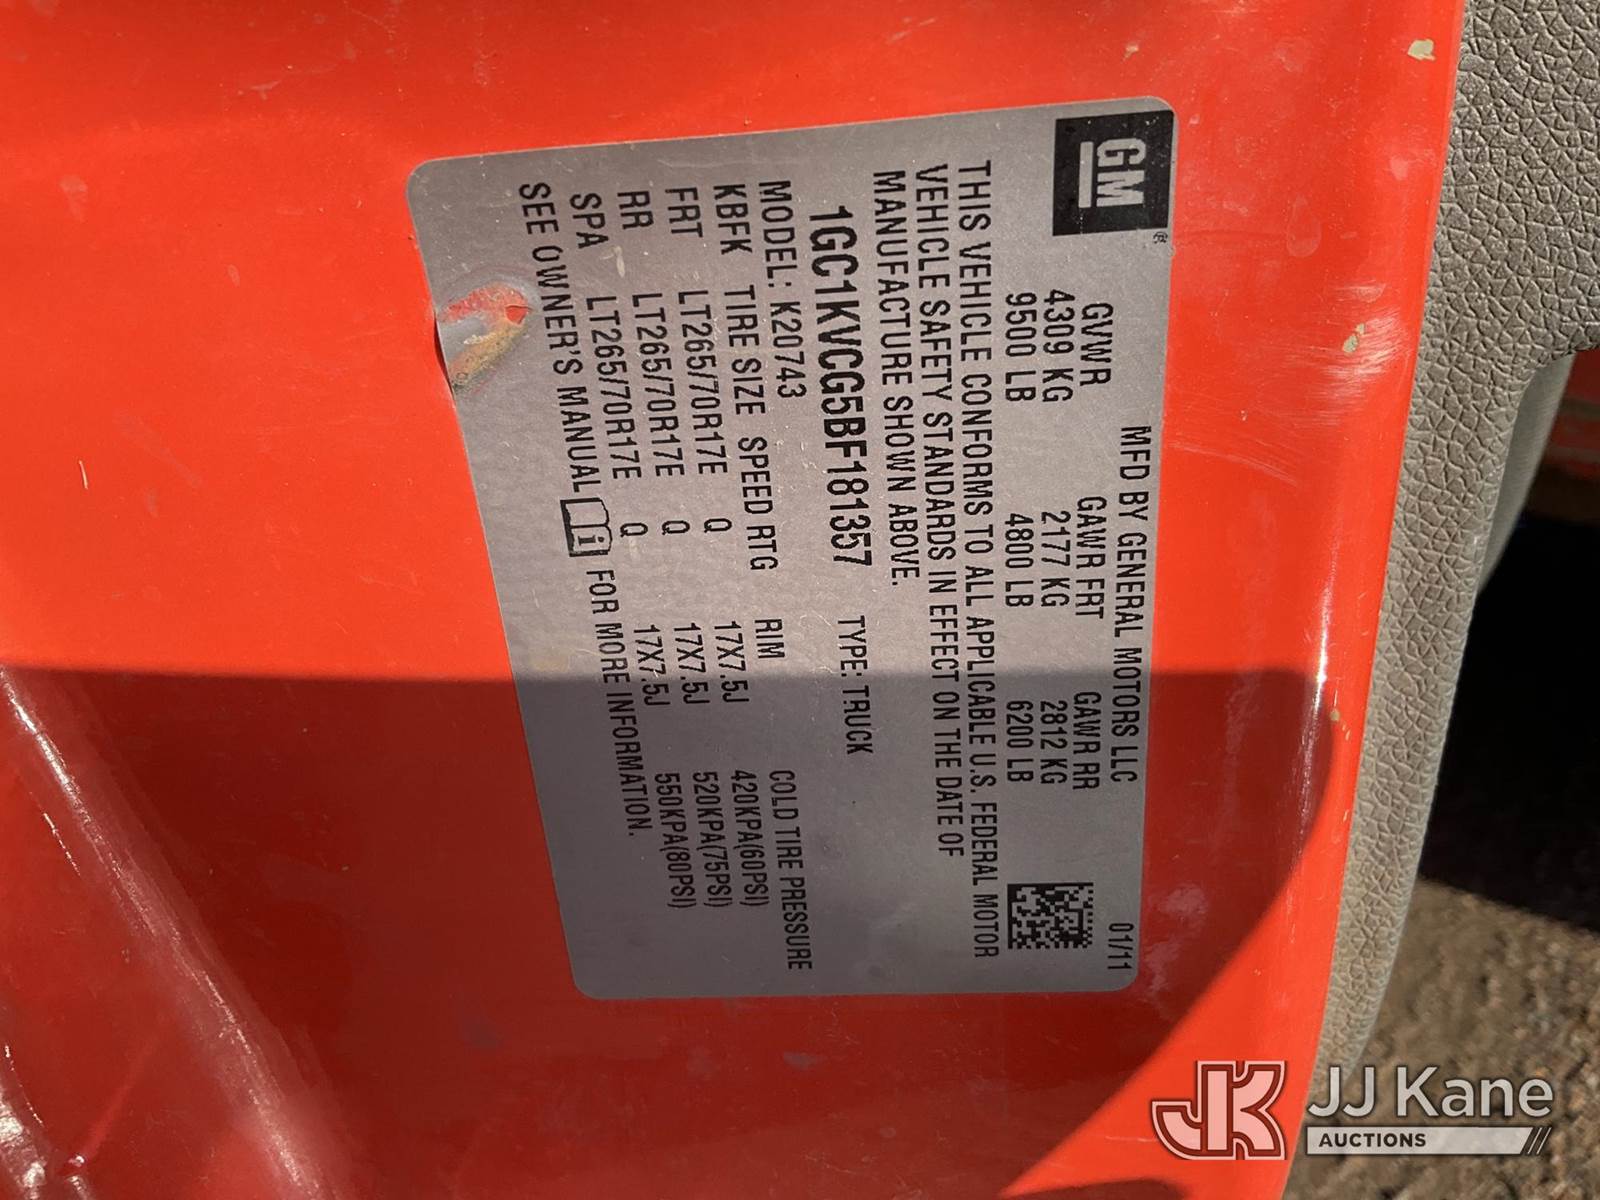 GM®
MFD BY GENERAL MOTORS LLC 01/11
GVWR GAWR FRT GAWR RR
4309 KG 2177 KG 2812 KG
9500 LB 4800 LB 6200 LB
THIS VEHICLE CONFORMS TO ALL APPLICABLE U.S. FEDERAL MOTOR
VEHICLE SAFETY STANDARDS IN EFFECT ON THE DATE OF
MANUFACTURE SHOWN ABOVE.
1GC1KVCG5BF181357 TYPE: TRUCK
MODEL: K20743
KBFK TIRE SIZE SPEED RTG RIM COLD TIRE PRESSURE
FRT LT265/70R17E Q 17X7.5J 420KPA(60PSI)
RR LT265/70R17E Q 17X7.5J 520KPA(75PSI)
SPA LT265/70R17E Q 17X7.5J 550KPA(80PSI)
SEE OWNER'S MANUAL i FOR MORE INFORMATION.
JK JJ Kane
AUCTIONS